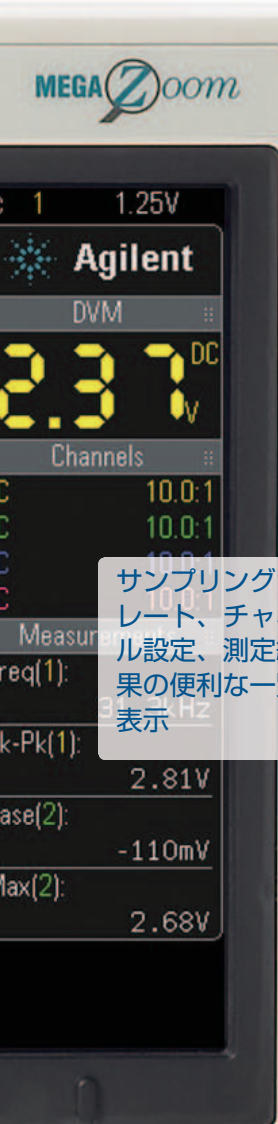 MEGA Zoom
1 1.25V
Agilent
DVM
2.37 DC V
Channels
C 10.0:1
C 10.0:1
C
C
サンプリング
レート、チャ
ル設定、測定
果の便利な一
表示
Measurements
req(1):
k-Pk(1):
2.81V
ase(2):
-110mV
Max(2):
2.68V